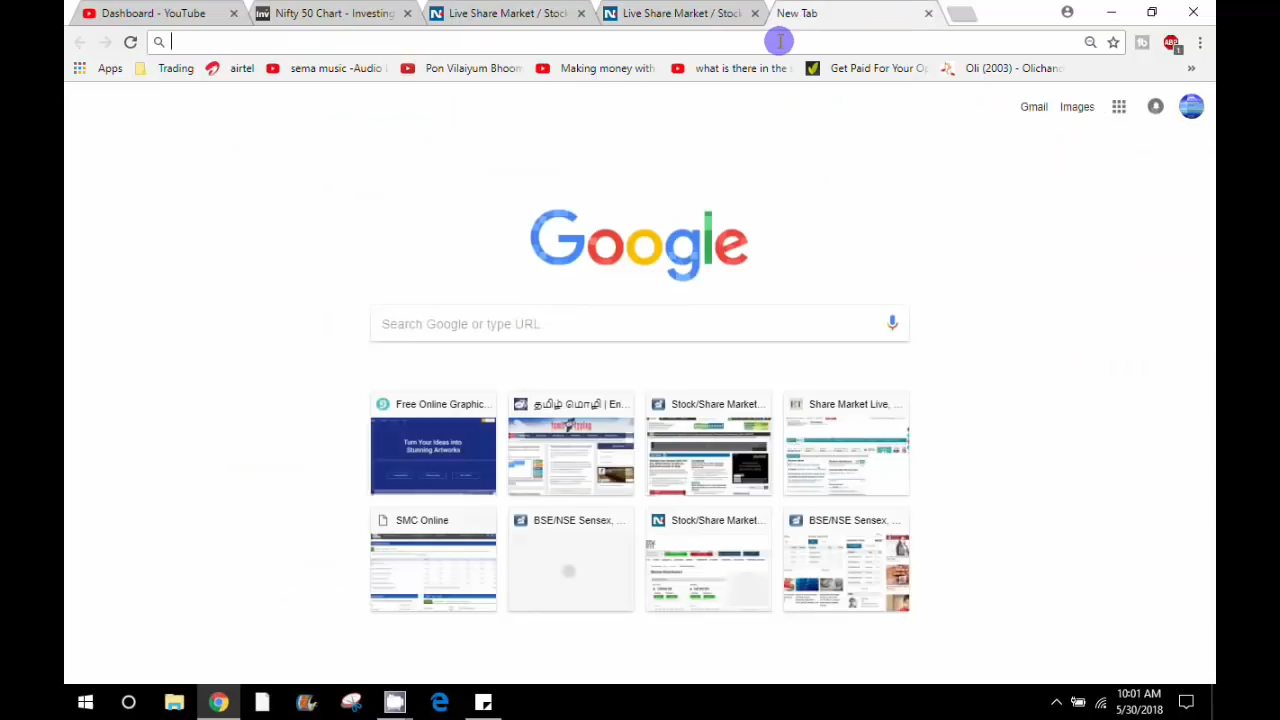 Dashboard - YouTube
Nifty 50 Chart - Investing
Live Share Market / Stock
Live Share Market / Stock
New Tab
Apps
Trading
airtel
sema music -Audio
Pon Vilaiyum Bhoom
Making money with
what is there in the s
Get Paid For Your Op
Oli (2003) - Olichand
Gmail
Images
Google
Search Google or type URL
Free Online Graphic...
தமிழ் மொழி | En...
Stock/Share Market...
Share Market Live, ...
Turn Your Ideas into
Stunning Artworks
SMC Online
BSE/NSE Sensex, ...
Stock/Share Market...
BSE/NSE Sensex, ...
10:01 AM
5/30/2018